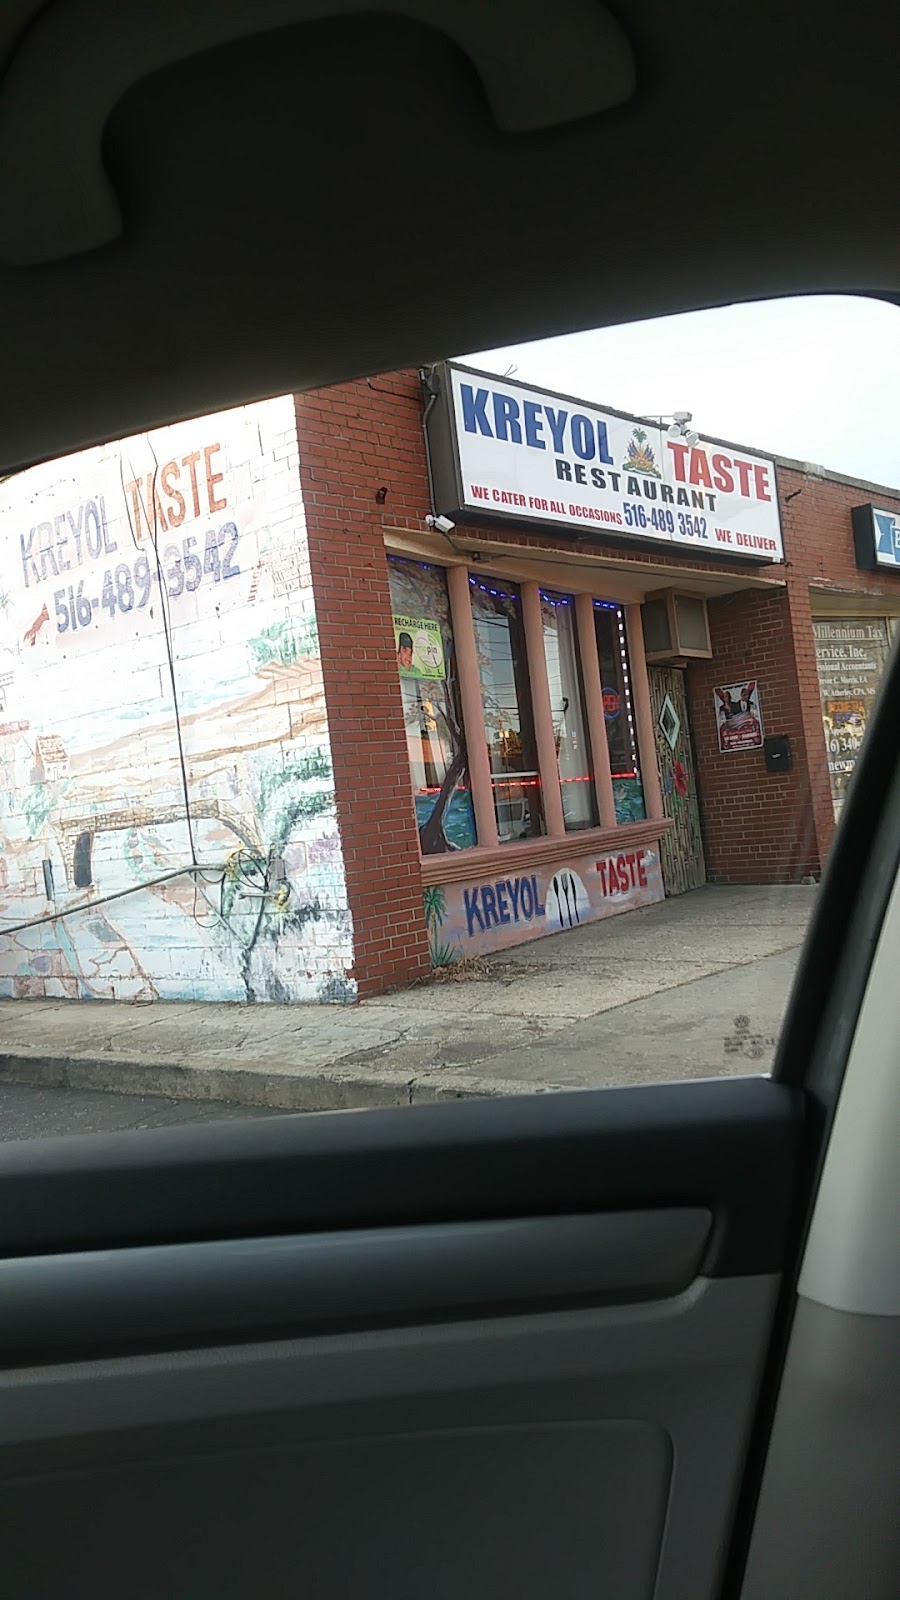 KREYOL TASTE
RESTAURANT
WE CATER FOR ALL OCCASIONS 516-489 3542 WE DELIVER
KREYOL TASTE
516-489-3542
RECHARGE HERE
pin
KREYOL TASTE
Millennium Tax
Service, Inc.